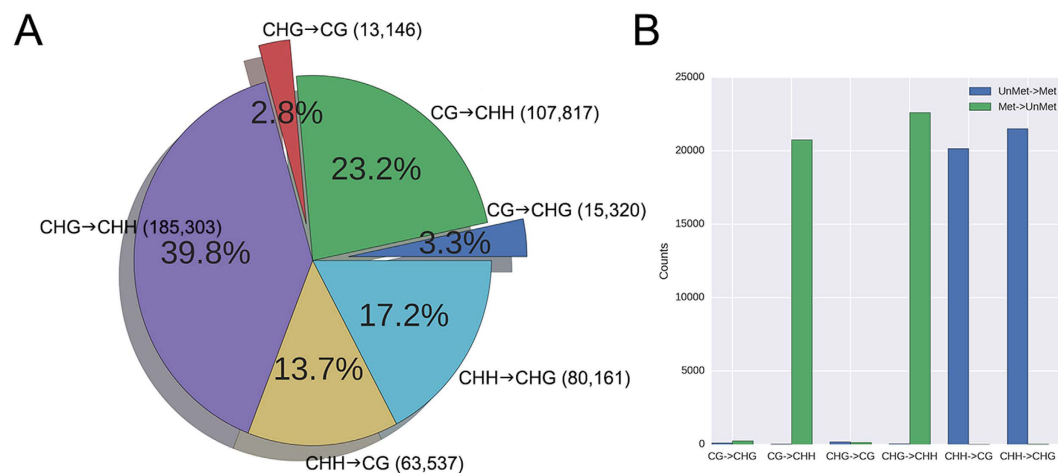 A
CHG→CG (13,146)
2.8%
CG→CHH (107,817)
23.2%
CG→CHG (15,320)
3.3%
CHG→CHH (185,303)
39.8%
17.2%
CHH→CHG (80,161)
13.7%
CHH→CG (63,537)
B
UnMet->Met
Met->UnMet
Counts
25000
20000
15000
10000
5000
0
CG->CHG CG->CHH CHG->CG CHG->CHH CHH->CG CHH->CHG